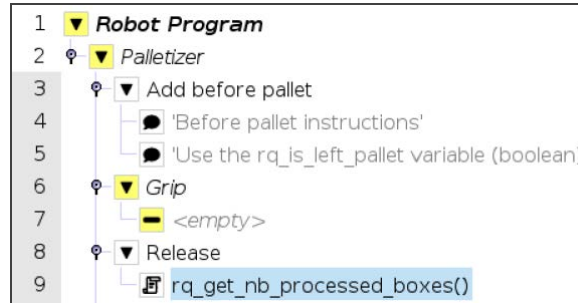 1 Robot Program
2 Palletizer
3 Add before pallet
4 'Before pallet instructions'
5 'Use the rq_is_left_pallet variable (boolean)
6 Grip
7 <empty>
8 Release
9 rq_get_nb_processed_boxes()